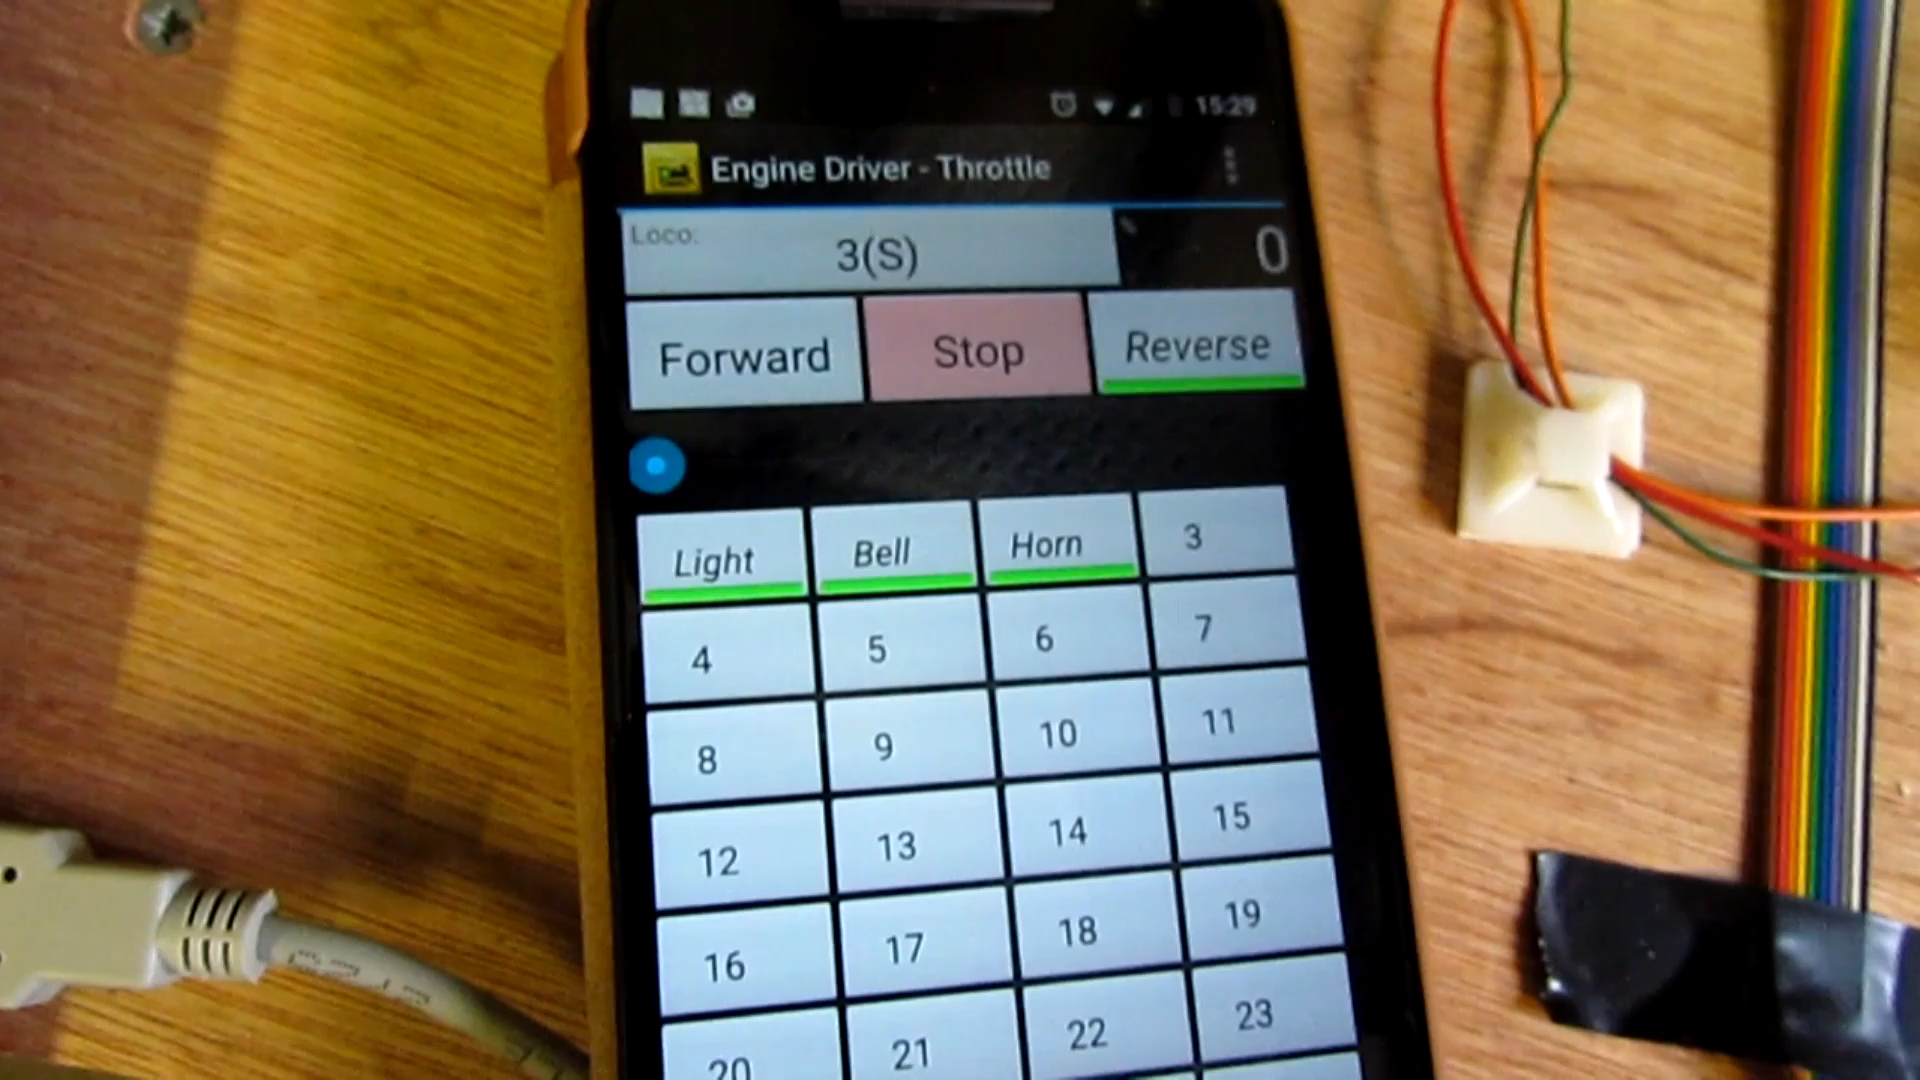 15:29
Engine Driver - Throttle
Loco:
3(S)
0
Forward Stop Reverse
Light Bell Horn 3
4 5 6 7
8 9 10 11
12 13 14 15
16 17 18 19
20 21 22 23